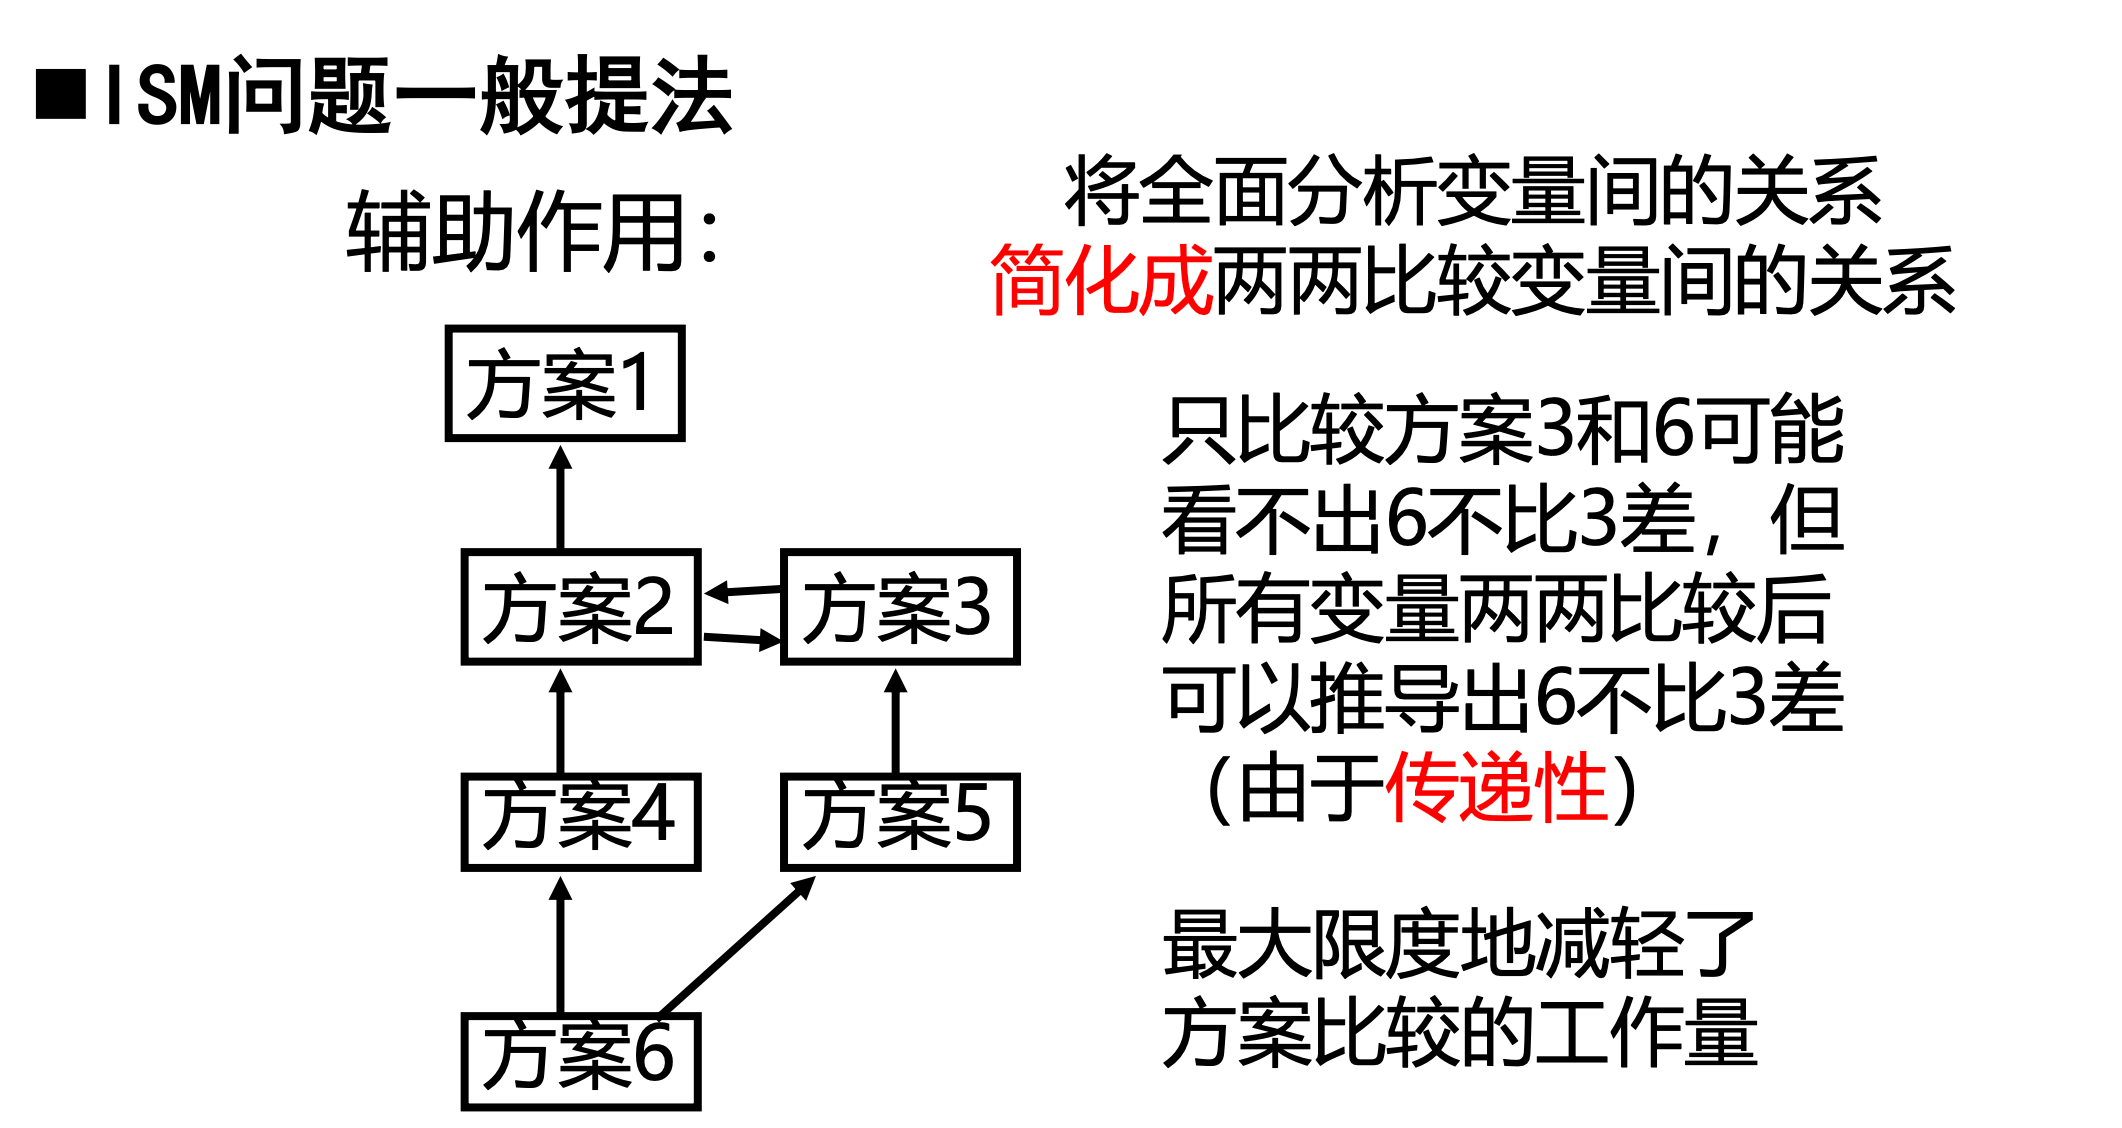 ■ISM问题一般提法
辅助作用：
将全面分析变量间的关系
简化成两两比较变量间的关系
方案1
方案2
方案3
方案4
方案5
方案6
只比较方案3和6可能
看不出6不比3差，但
所有变量两两比较后
可以推导出6不比3差
（由于传递性）
最大限度地减轻了
方案比较的工作量